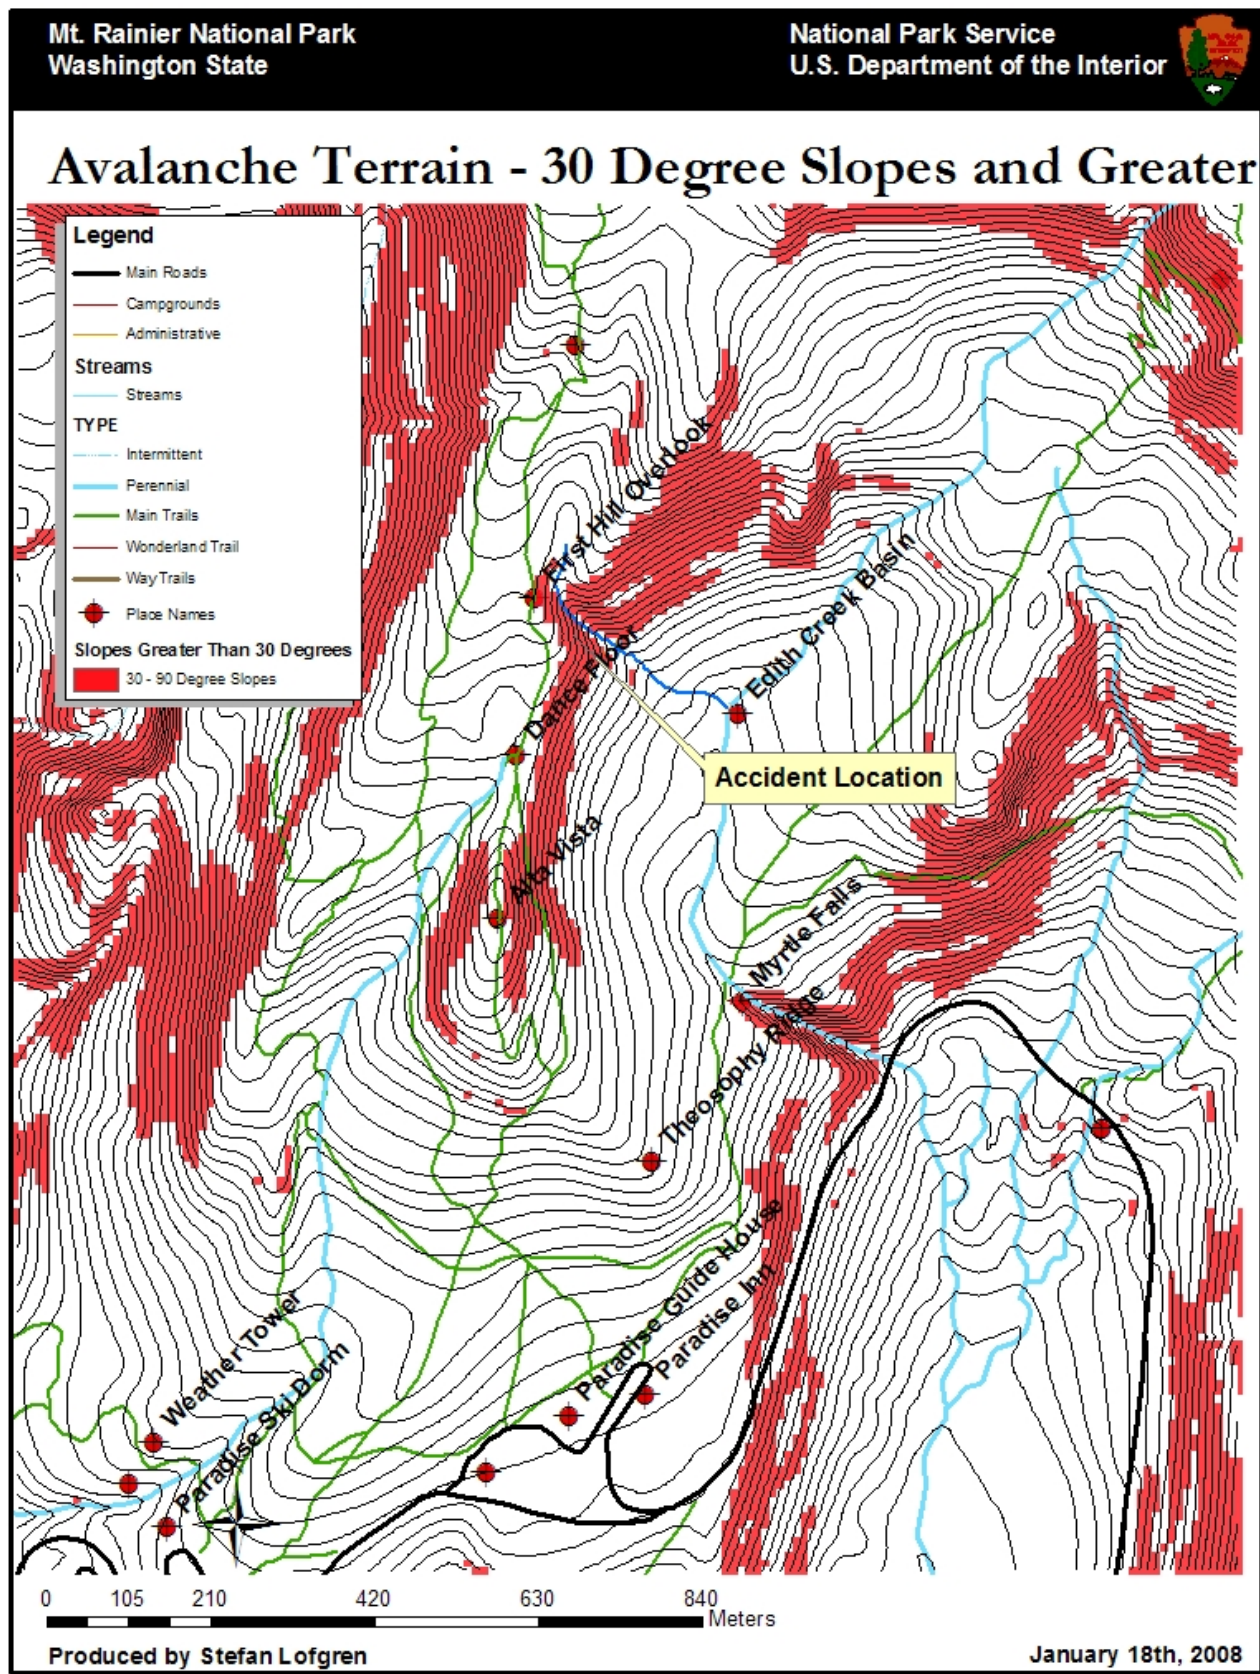 Mt. Rainier National Park
Washington State
National Park Service
U.S. Department of the Interior
Avalanche Terrain - 30 Degree Slopes and Greater
Legend
Main Roads
Campgrounds
Administrative
Streams
Streams
TYPE
Intermittent
Perennial
Main Trails
Wonderland Trail
Way Trails
Place Names
Slopes Greater Than 30 Degrees
30 - 90 Degree Slopes
First Hill Overlook
Edith Creek Basin
Dance Floor
Accident Location
Alta Vista
Myrtle Falls
Theosophy Ridge
Paradise Guide House
Paradise Inn
Weather Tower
Paradise Ski Dorm
0 105 210 420 630 840
Meters
Produced by Stefan Lofgren
January 18th, 2008